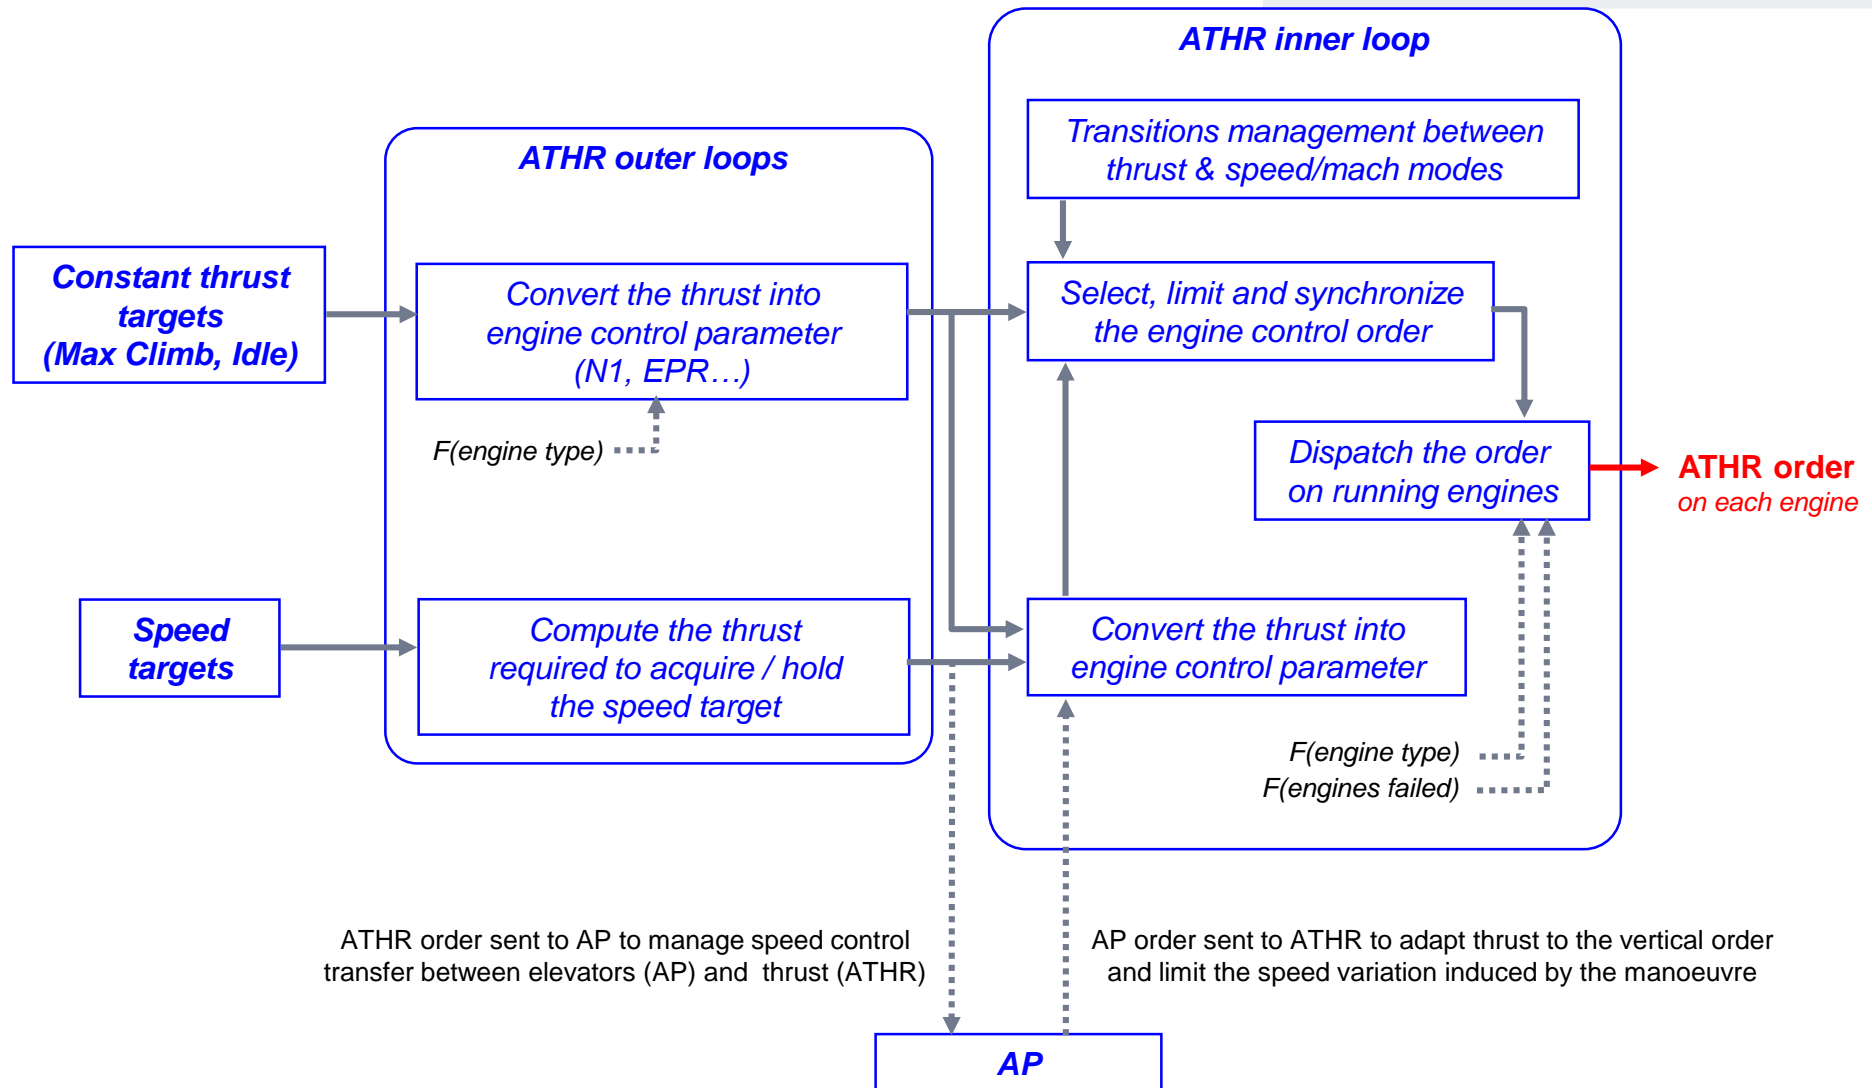 ATHR inner loop
Transitions management between
thrust & speed/mach modes
ATHR outer loops
Constant thrust
targets
(Max Climb, Idle)
Convert the thrust into
engine control parameter
(N1, EPR…)
F(engine type)
Select, limit and synchronize
the engine control order
Dispatch the order
on running engines
ATHR order
on each engine
Speed
targets
Compute the thrust
required to acquire / hold
the speed target
Convert the thrust into
engine control parameter
F(engine type)
F(engines failed)
ATHR order sent to AP to manage speed control
transfer between elevators (AP) and thrust (ATHR)
AP order sent to ATHR to adapt thrust to the vertical order
and limit the speed variation induced by the manoeuvre
AP